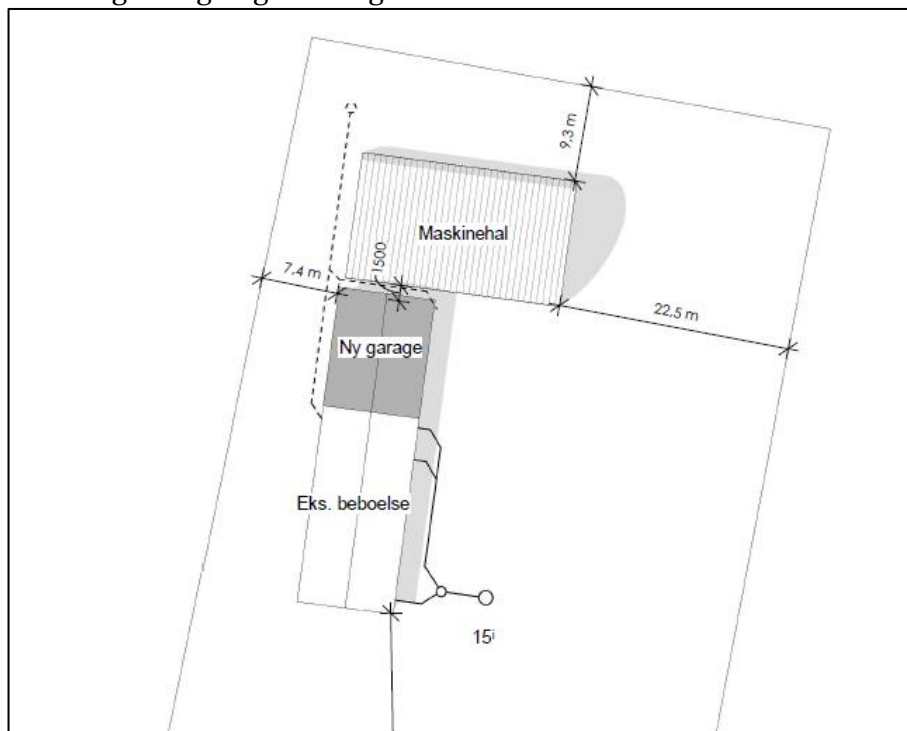 9,3 m
Maskinehal
1500
7,4 m
22,5 m
Ny garage
Eks. beboelse
15ⁱ